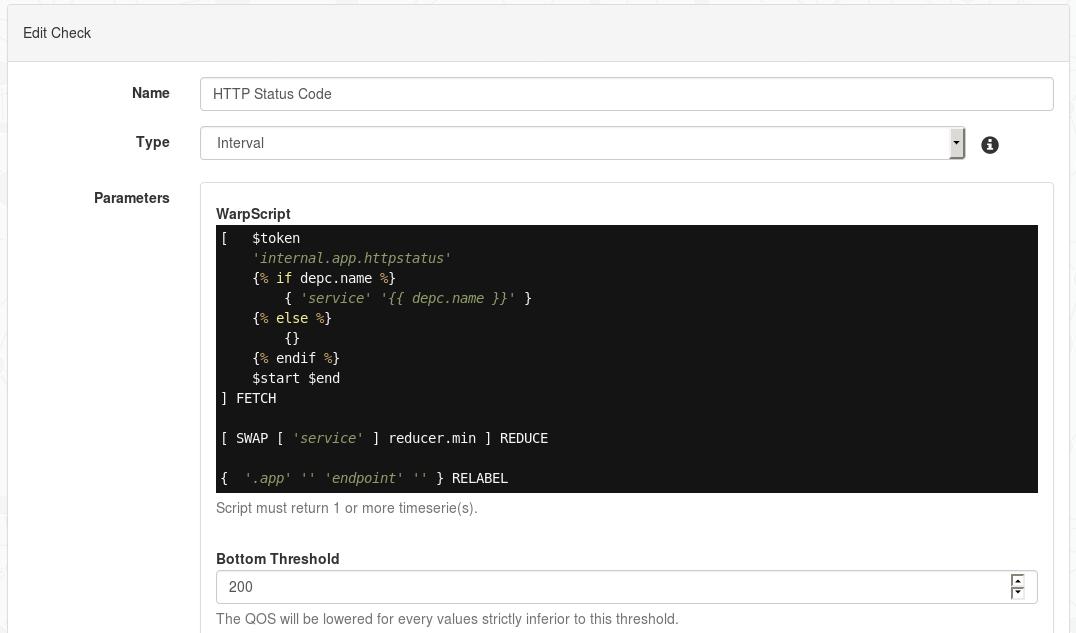 Edit Check
Name
HTTP Status Code
Type
Interval
Parameters
WarpScript
[   $token
    'internal.app.httpstatus'
    {% if depc.name %}
        { 'service' '{{ depc.name }}' }
    {% else %}
        {}
    {% endif %}
    $start $end
] FETCH
[ SWAP [ 'service' ] reducer.min ] REDUCE
{  '.app' '' 'endpoint' '' } RELABEL
Script must return 1 or more timeserie(s).
Bottom Threshold
200
The QOS will be lowered for every values strictly inferior to this threshold.